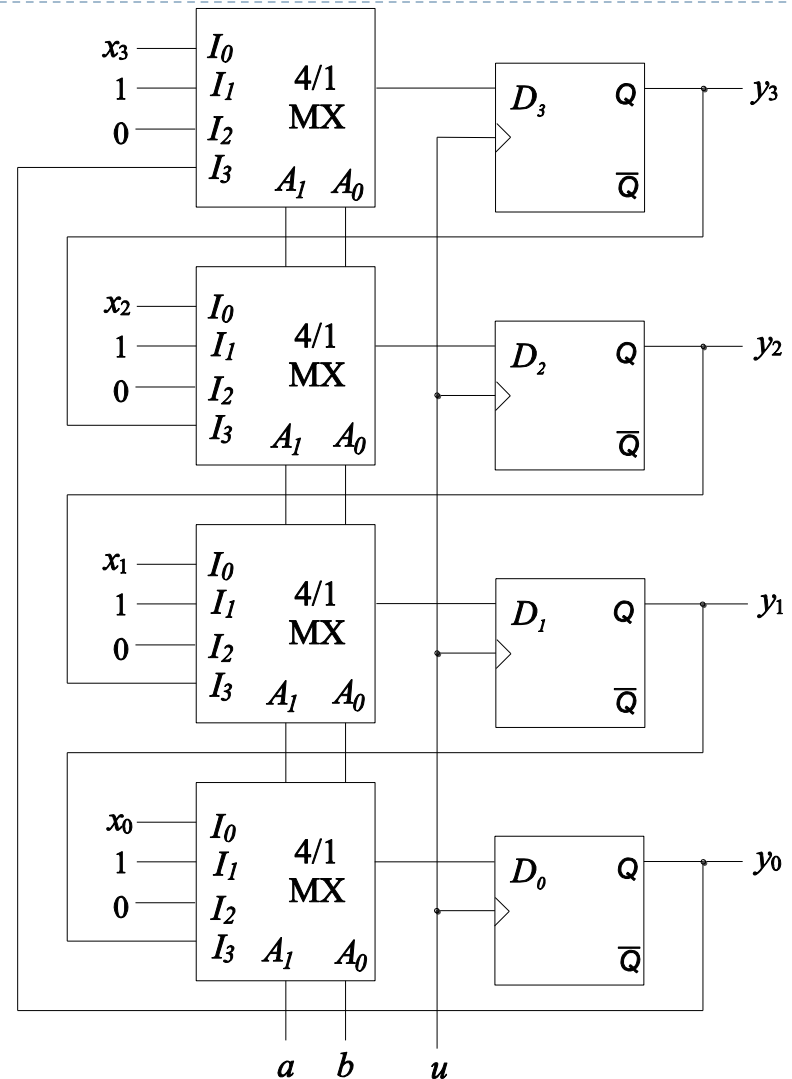 x₃ I₀ 4/1 D₃ Q y₃
1 I₁ MX
0 I₂
I₃ A₁ A₀ Q̅
x₂ I₀ 4/1 D₂ Q y₂
1 I₁ MX
0 I₂
I₃ A₁ A₀ Q̅
x₁ I₀ 4/1 D₁ Q y₁
1 I₁ MX
0 I₂
I₃ A₁ A₀ Q̅
x₀ I₀ 4/1 D₀ Q y₀
1 I₁ MX
0 I₂
I₃ A₁ A₀ Q̅
a b u